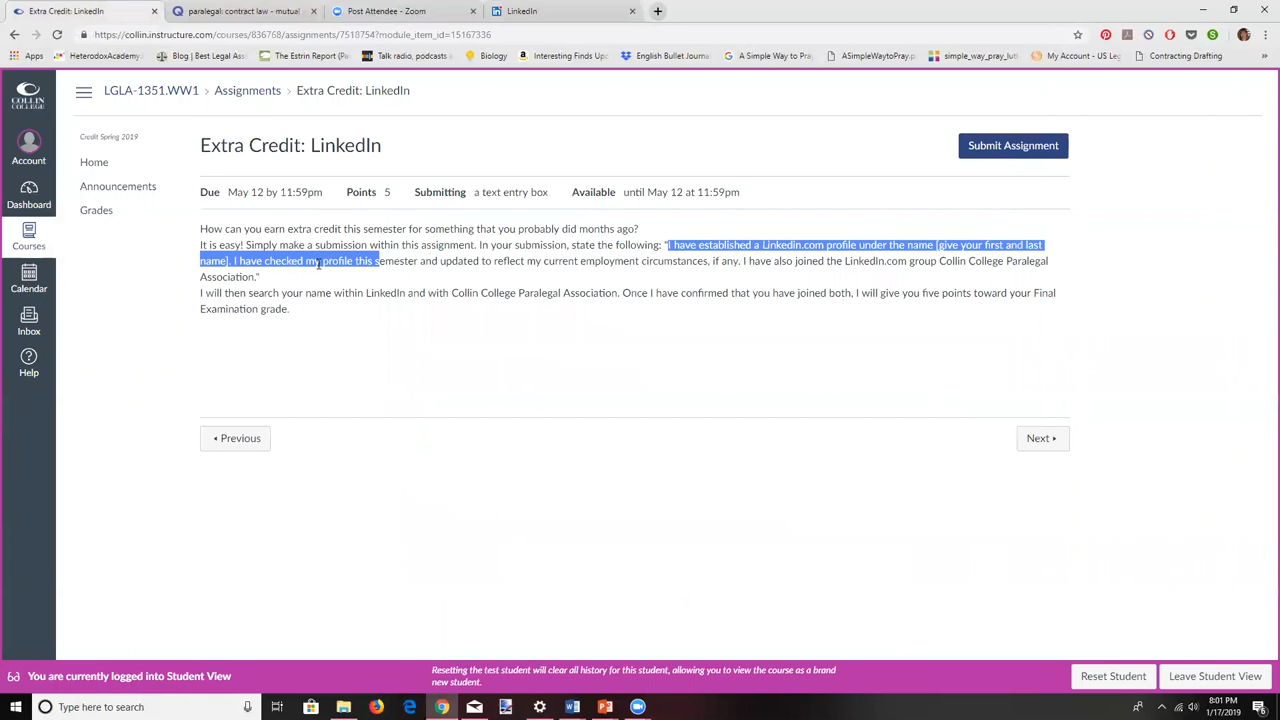 Extra Credit: LinkedIn
paralegal: contract law - mutual
Post Attendee - Zoom
LinkedIn
https://collin.instructure.com/courses/836768/assignments/7518754?module_item_id=15167336
Apps
HeterodoxAcademy.
Blog | Best Legal Ass
The Estrin Report (Pe
Talk radio, podcasts
Boolean
Amazon
Interesting Finds Up
English Bullet Journal
A Simple Way to Pray
ASimpleWaytoPray.p
simple_way_pray_lut
My Account - US Leg
Contracting Drafting
COLLIN
COLLEGE
Account
Dashboard
Courses
Calendar
Inbox
Help
LGLA-1351.WW1 › Assignments › Extra Credit: LinkedIn
Credit Spring 2019
Home
Announcements
Grades
Extra Credit: LinkedIn
Submit Assignment
Due May 12 by 11:59pm Points 5 Submitting a text entry box Available until May 12 at 11:59pm
How can you earn extra credit this semester for something that you probably did months ago?
It is easy! Simply make a submission within this assignment. In your submission, state the following: "I have established a Linkedin.com profile under the name [give your first and last
name]. I have checked my profile this semester and updated to reflect my current employment circumstances, if any. I have also joined the LinkedIn.com group Collin College Paralegal
Association."
I will then search your name within LinkedIn and with Collin College Paralegal Association. Once I have confirmed that you have joined both, I will give you five points toward your Final
Examination grade.
Previous
Next
You are currently logged into Student View
Resetting the test student will clear all history for this student, allowing you to view the course as a brand
new student.
Reset Student
Leave Student View
Type here to search
8:01 PM
1/17/2019